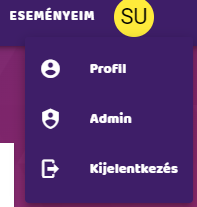 ESEMÉNYEIM
SU
Profil
Admin
Kijelentkezés